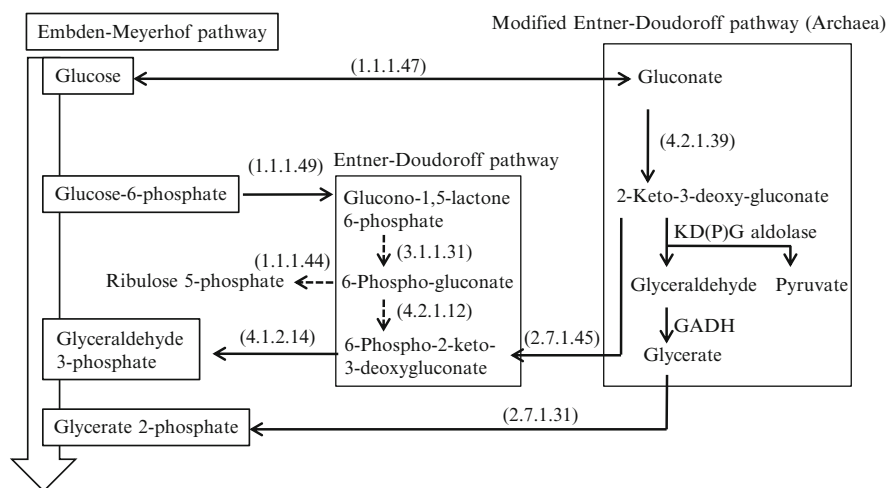 Modified Entner-Doudoroff pathway (Archaea)
Embden-Meyerhof pathway
Glucose
(1.1.1.47)
Gluconate
(4.2.1.39)
(1.1.1.49)
Entner-Doudoroff pathway
Glucose-6-phosphate
Glucono-1,5-lactone
6-phosphate
2-Keto-3-deoxy-gluconate
KD(P)G aldolase
(3.1.1.31)
(1.1.1.44)
Ribulose 5-phosphate
6-Phospho-gluconate
Glyceraldehyde
Pyruvate
(4.2.1.12)
GADH
Glyceraldehyde
3-phosphate
(4.1.2.14)
6-Phospho-2-keto-
3-deoxygluconate
(2.7.1.45)
Glycerate
(2.7.1.31)
Glycerate 2-phosphate